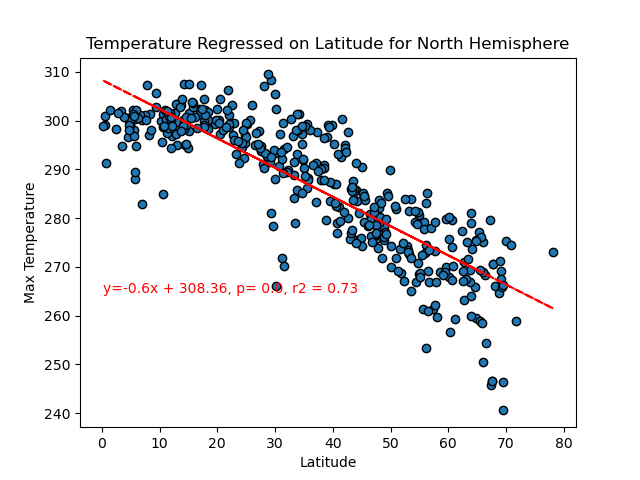 Temperature Regressed on Latitude for North Hemisphere
310
300
290
280
270
260
250
240
Max Temperature
y=-0.6x + 308.36, p= 0.0, r2 = 0.73
0 10 20 30 40 50 60 70 80
Latitude